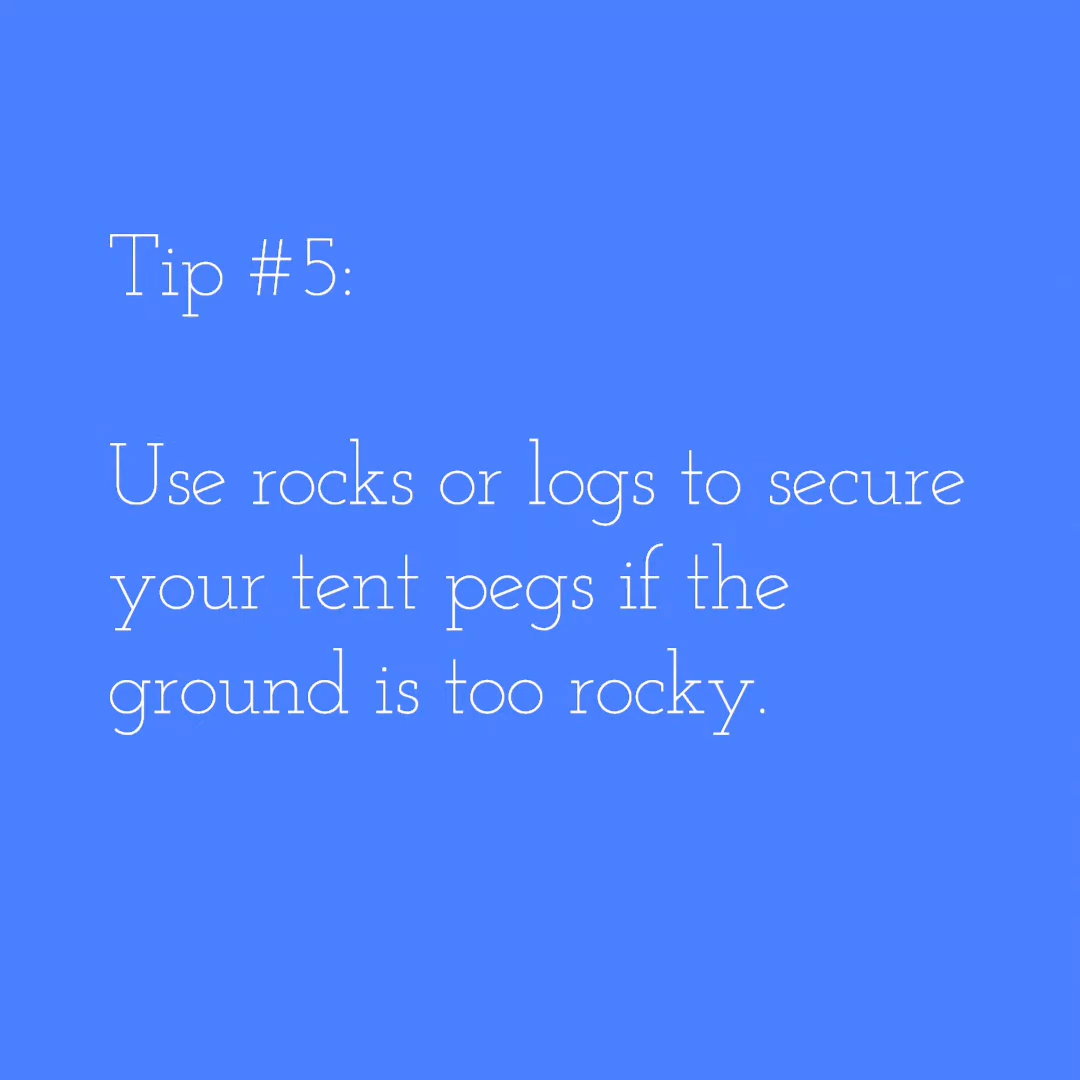 Tip #5:
Use rocks or logs to secure
your tent pegs if the
ground is too rocky.